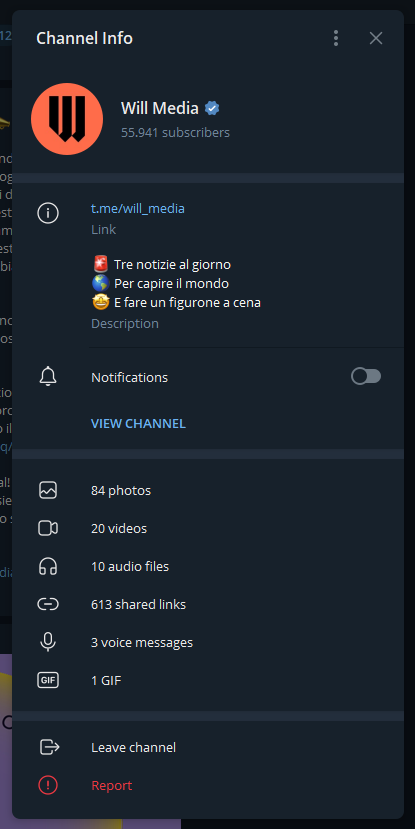 Channel Info
Will Media
55.941 subscribers
t.me/will_media
Link
🚨 Tre notizie al giorno
🌎 Per capire il mondo
🤩 E fare un figurone a cena
Description
Notifications
VIEW CHANNEL
84 photos
20 videos
10 audio files
613 shared links
3 voice messages
GIF 1 GIF
Leave channel
Report